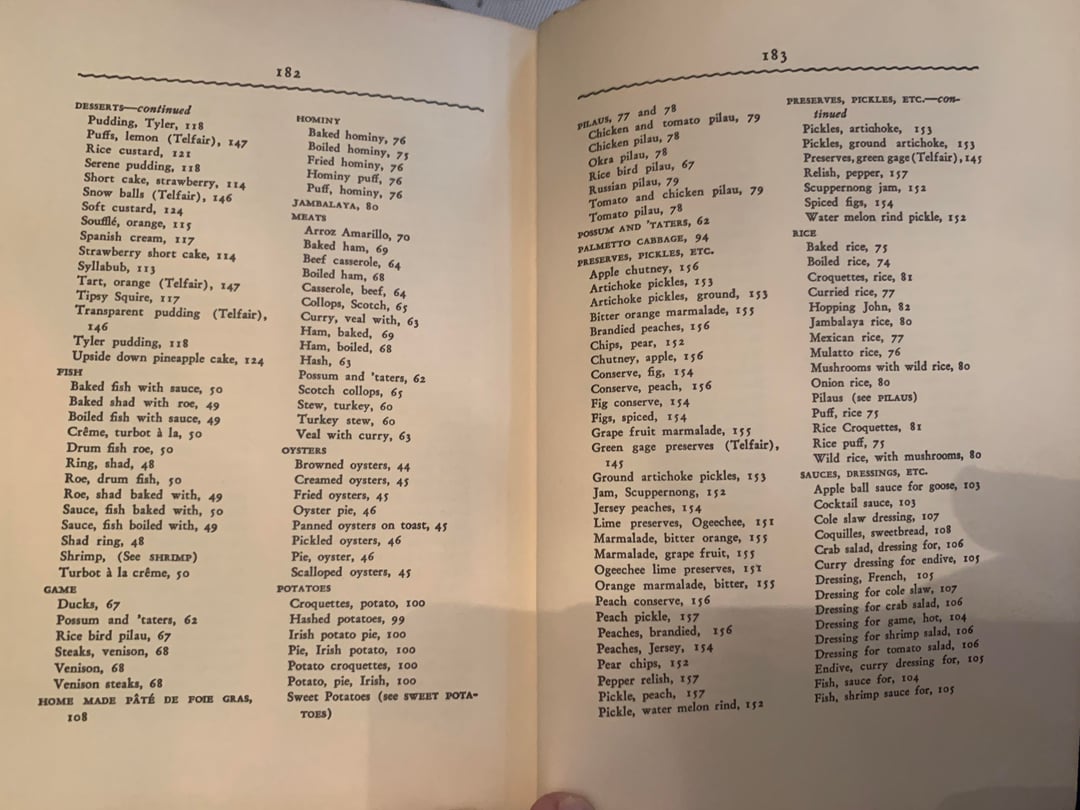 182
DESSERTS—continued
Pudding, Tyler, 118
Puffs, lemon (Telfair), 147
Rice custard, 121
Serene pudding, 118
Short cake, strawberry, 114
Snow balls (Telfair), 146
Soft custard, 124
Soufflé, orange, 115
Spanish cream, 117
Strawberry short cake, 114
Syllabub, 113
Tart, orange (Telfair), 147
Tipsy Squire, 117
Transparent pudding (Telfair),
146
Tyler pudding, 118
Upside down pineapple cake, 124
FISH
Baked fish with sauce, 50
Baked shad with roe, 49
Boiled fish with sauce, 49
Crême, turbot à la, 50
Drum fish roe, 50
Ring, shad, 48
Roe, drum fish, 50
Roe, shad baked with, 49
Sauce, fish baked with, 50
Sauce, fish boiled with, 49
Shad ring, 48
Shrimp, (See SHRIMP)
Turbot à la crême, 50
GAME
Ducks, 67
Possum and 'taters, 62
Rice bird pilau, 67
Steaks, venison, 68
Venison, 68
Venison steaks, 68
HOME MADE PÂTÉ DE FOIE GRAS,
108
HOMINY
Baked hominy, 76
Boiled hominy, 75
Fried hominy, 76
Hominy puff, 76
Puff, hominy, 76
JAMBALAYA, 80
MEATS
Arroz Amarillo, 70
Baked ham, 69
Beef casserole, 64
Boiled ham, 68
Casserole, beef, 64
Collops, Scotch, 65
Curry, veal with, 63
Ham, baked, 69
Ham, boiled, 68
Hash, 63
Possum and 'taters, 62
Scotch collops, 65
Stew, turkey, 60
Turkey stew, 60
Veal with curry, 63
OYSTERS
Browned oysters, 44
Creamed oysters, 45
Fried oysters, 45
Oyster pie, 46
Panned oysters on toast, 45
Pickled oysters, 46
Pie, oyster, 46
Scalloped oysters, 45
POTATOES
Croquettes, potato, 100
Hashed potatoes, 99
Irish potato pie, 100
Pie, Irish potato, 100
Potato croquettes, 100
Potato, pie, Irish, 100
Sweet Potatoes (see SWEET POTA-
TOES)
183
PILAUS, 77 and 78
Chicken and tomato pilau, 79
Chicken pilau, 78
Okra pilau, 78
Rice bird pilau, 67
Russian pilau, 79
Tomato and chicken pilau, 79
Tomato pilau, 78
POSSUM AND 'TATERS, 62
PALMETTO CABBAGE, 94
PRESERVES, PICKLES, ETC.
Apple chutney, 156
Artichoke pickles, 153
Artichoke pickles, ground, 153
Bitter orange marmalade, 155
Brandied peaches, 156
Chips, pear, 152
Chutney, apple, 156
Conserve, fig, 154
Conserve, peach, 156
Fig conserve, 154
Figs, spiced, 154
Grape fruit marmalade, 155
Green gage preserves (Telfair),
145
Ground artichoke pickles, 153
Jam, Scuppernong, 152
Jersey peaches, 154
Lime preserves, Ogeechee, 151
Marmalade, bitter orange, 155
Marmalade, grape fruit, 155
Ogeechee lime preserves, 151
Orange marmalade, bitter, 155
Peach conserve, 156
Peach pickle, 157
Peaches, brandied, 156
Peaches, Jersey, 154
Pear chips, 152
Pepper relish, 157
Pickle, peach, 157
Pickle, water melon rind, 152
PRESERVES, PICKLES, ETC.—con-
tinued
Pickles, artichoke, 153
Pickles, ground artichoke, 153
Preserves, green gage (Telfair), 145
Relish, pepper, 157
Scuppernong jam, 152
Spiced figs, 154
Water melon rind pickle, 152
RICE
Baked rice, 75
Boiled rice, 74
Croquettes, rice, 81
Curried rice, 77
Hopping John, 82
Jambalaya rice, 80
Mexican rice, 77
Mulatto rice, 76
Mushrooms with wild rice, 80
Onion rice, 80
Pilaus (see PILAUS)
Puff, rice 75
Rice Croquettes, 81
Rice puff, 75
Wild rice, with mushrooms, 80
SAUCES, DRESSINGS, ETC.
Apple ball sauce for goose, 103
Cocktail sauce, 103
Cole slaw dressing, 107
Coquilles, sweetbread, 108
Crab salad, dressing for, 106
Curry dressing for endive, 105
Dressing, French, 105
Dressing for cole slaw, 107
Dressing for crab salad, 106
Dressing for game, hot, 104
Dressing for shrimp salad, 106
Dressing for tomato salad, 106
Endive, curry dressing for, 105
Fish, sauce for, 104
Fish, shrimp sauce for, 105